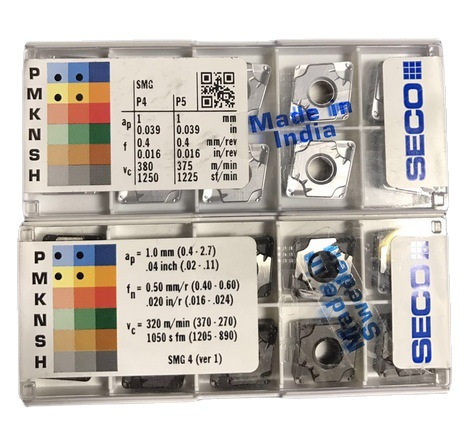 P
M
K
N
S
H
SMG
P4 P5
ap 1 1 mm
0.039 0.039 in
f 0.4 0.4 mm/rev
0.016 0.016 in/rev
vc 380 375 m/min
1250 1225 sf/min
Made in
India
SECO
P
M
K
N
S
H
ap = 1.0 mm (0.4 - 2.7)
.04 inch (.02 - .11)
fn = 0.50 mm/r (0.40 - 0.60)
.020 in/r (.016 - .024)
vc = 320 m/min (370 - 270)
1050 s fm (1205 - 890)
SMG 4 (ver 1)
Made in
Sweden
SECO